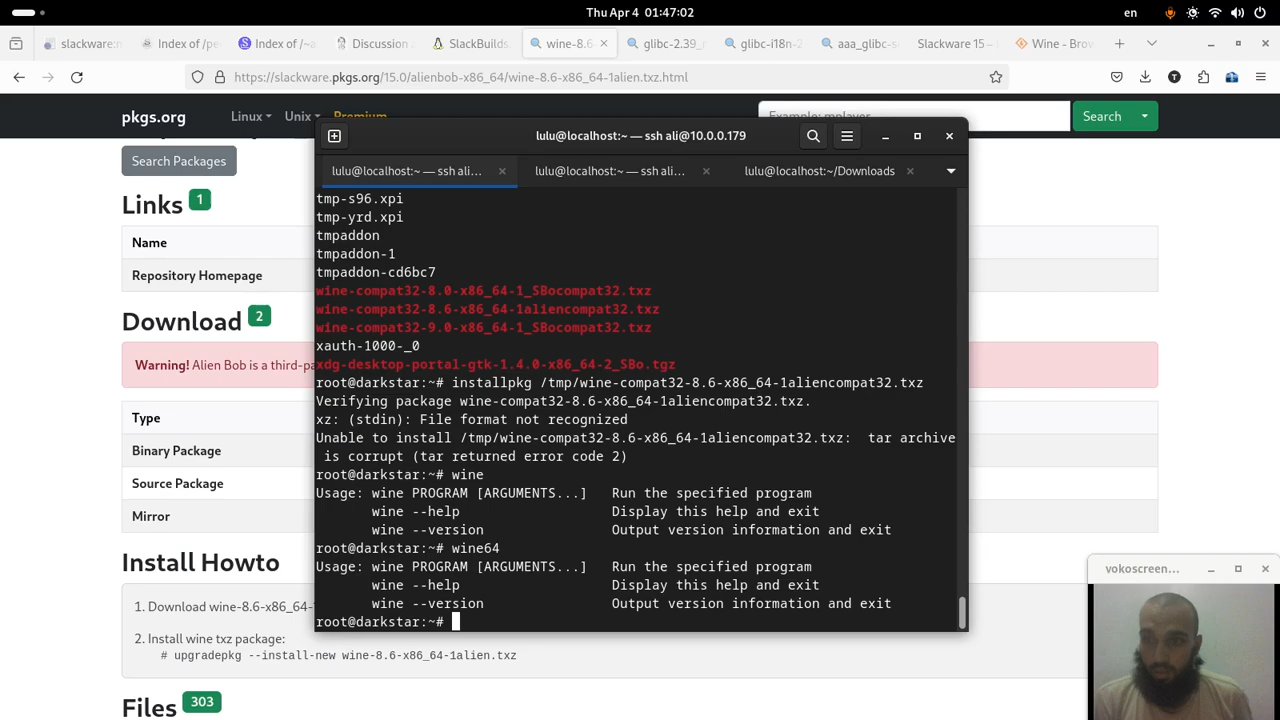 Thu Apr 4 01:47:02
en
slackware:n
Index of /pe
Index of /~a
Discussion
SlackBuilds
wine-8.6-
glibc-2.39_
glibc-i18n-2
aaa_glibc-s
Slackware 15 –
Wine - Brow
https://slackware.pkgs.org/15.0/alienbob-x86_64/wine-8.6-x86_64-1alien.txz.html
pkgs.org
Linux
Unix
Premium
Example: mplayer
Search
Search Packages
Links 1
Name
Repository Homepage
Download 2
Warning! Alien Bob is a third-pa
Type
Binary Package
Source Package
Mirror
Install Howto
1. Download wine-8.6-x86_64-1
2. Install wine txz package:
# upgradepkg --install-new wine-8.6-x86_64-1alien.txz
Files 303
lulu@localhost:~ — ssh ali@10.0.0.179
lulu@localhost:~ — ssh ali...
lulu@localhost:~ — ssh ali...
lulu@localhost:~/Downloads
tmp-s96.xpi
tmp-yrd.xpi
tmpaddon
tmpaddon-1
tmpaddon-cd6bc7
wine-compat32-8.0-x86_64-1_SBocompat32.txz
wine-compat32-8.6-x86_64-1aliencompat32.txz
wine-compat32-9.0-x86_64-1_SBocompat32.txz
xauth-1000-_0
xdg-desktop-portal-gtk-1.4.0-x86_64-2_SBo.tgz
root@darkstar:~# installpkg /tmp/wine-compat32-8.6-x86_64-1aliencompat32.txz
Verifying package wine-compat32-8.6-x86_64-1aliencompat32.txz.
xz: (stdin): File format not recognized
Unable to install /tmp/wine-compat32-8.6-x86_64-1aliencompat32.txz:  tar archive
is corrupt (tar returned error code 2)
root@darkstar:~# wine
Usage: wine PROGRAM [ARGUMENTS...]   Run the specified program
wine --help                   Display this help and exit
wine --version                Output version information and exit
root@darkstar:~# wine64
Usage: wine PROGRAM [ARGUMENTS...]   Run the specified program
wine --help                   Display this help and exit
wine --version                Output version information and exit
root@darkstar:~#
vokoscreen...